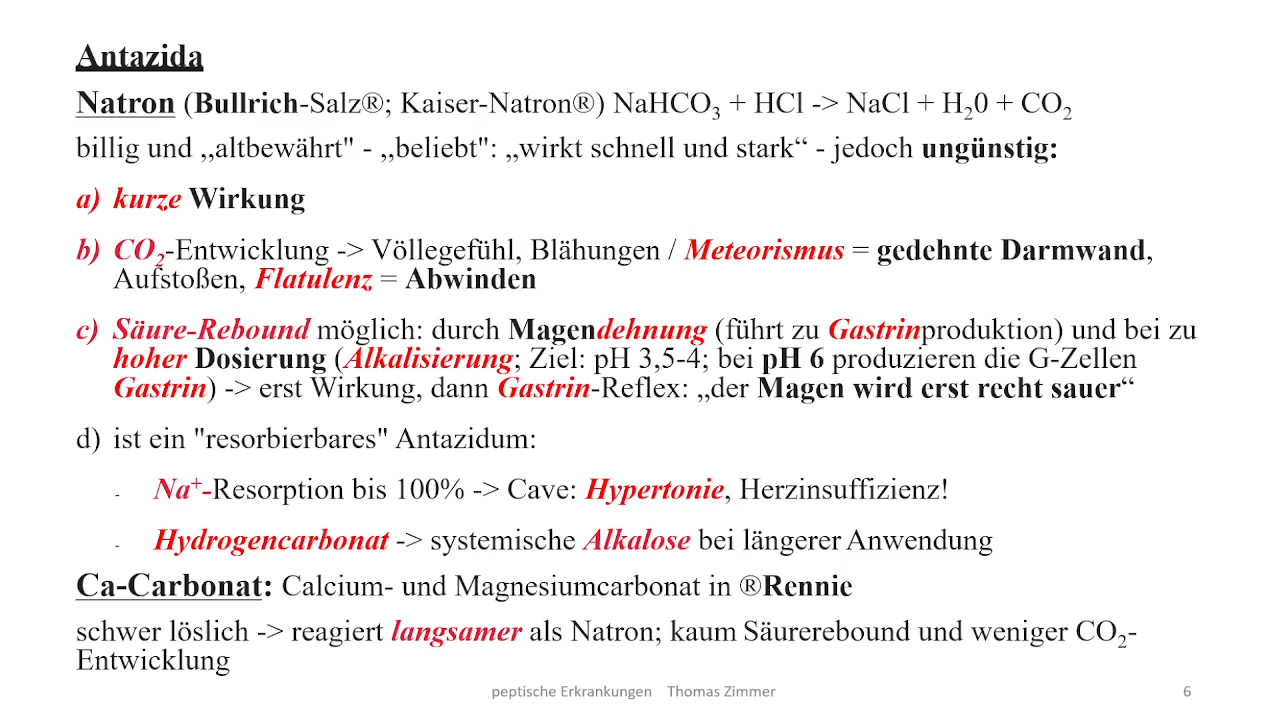 Antazida
Natron (Bullrich-Salz®; Kaiser-Natron®) NaHCO₃ + HCl -> NaCl + H₂0 + CO₂
billig und ,,altbewährt" - ,,beliebt": „wirkt schnell und stark“ - jedoch ungünstig:
a) kurze Wirkung
b) CO₂-Entwicklung -> Völlegefühl, Blähungen / Meteorismus = gedehnte Darmwand,
Aufstoßen, Flatulenz = Abwinden
c) Säure-Rebound möglich: durch Magendehnung (führt zu Gastrinproduktion) und bei zu
hoher Dosierung (Alkalisierung; Ziel: pH 3,5-4; bei pH 6 produzieren die G-Zellen
Gastrin) -> erst Wirkung, dann Gastrin-Reflex: „der Magen wird erst recht sauer“
d) ist ein "resorbierbares" Antazidum:
- Na⁺-Resorption bis 100% -> Cave: Hypertonie, Herzinsuffizienz!
- Hydrogencarbonat -> systemische Alkalose bei längerer Anwendung
Ca-Carbonat: Calcium- und Magnesiumcarbonat in ®Rennie
schwer löslich -> reagiert langsamer als Natron; kaum Säurerebound und weniger CO₂-
Entwicklung
peptische Erkrankungen Thomas Zimmer
6